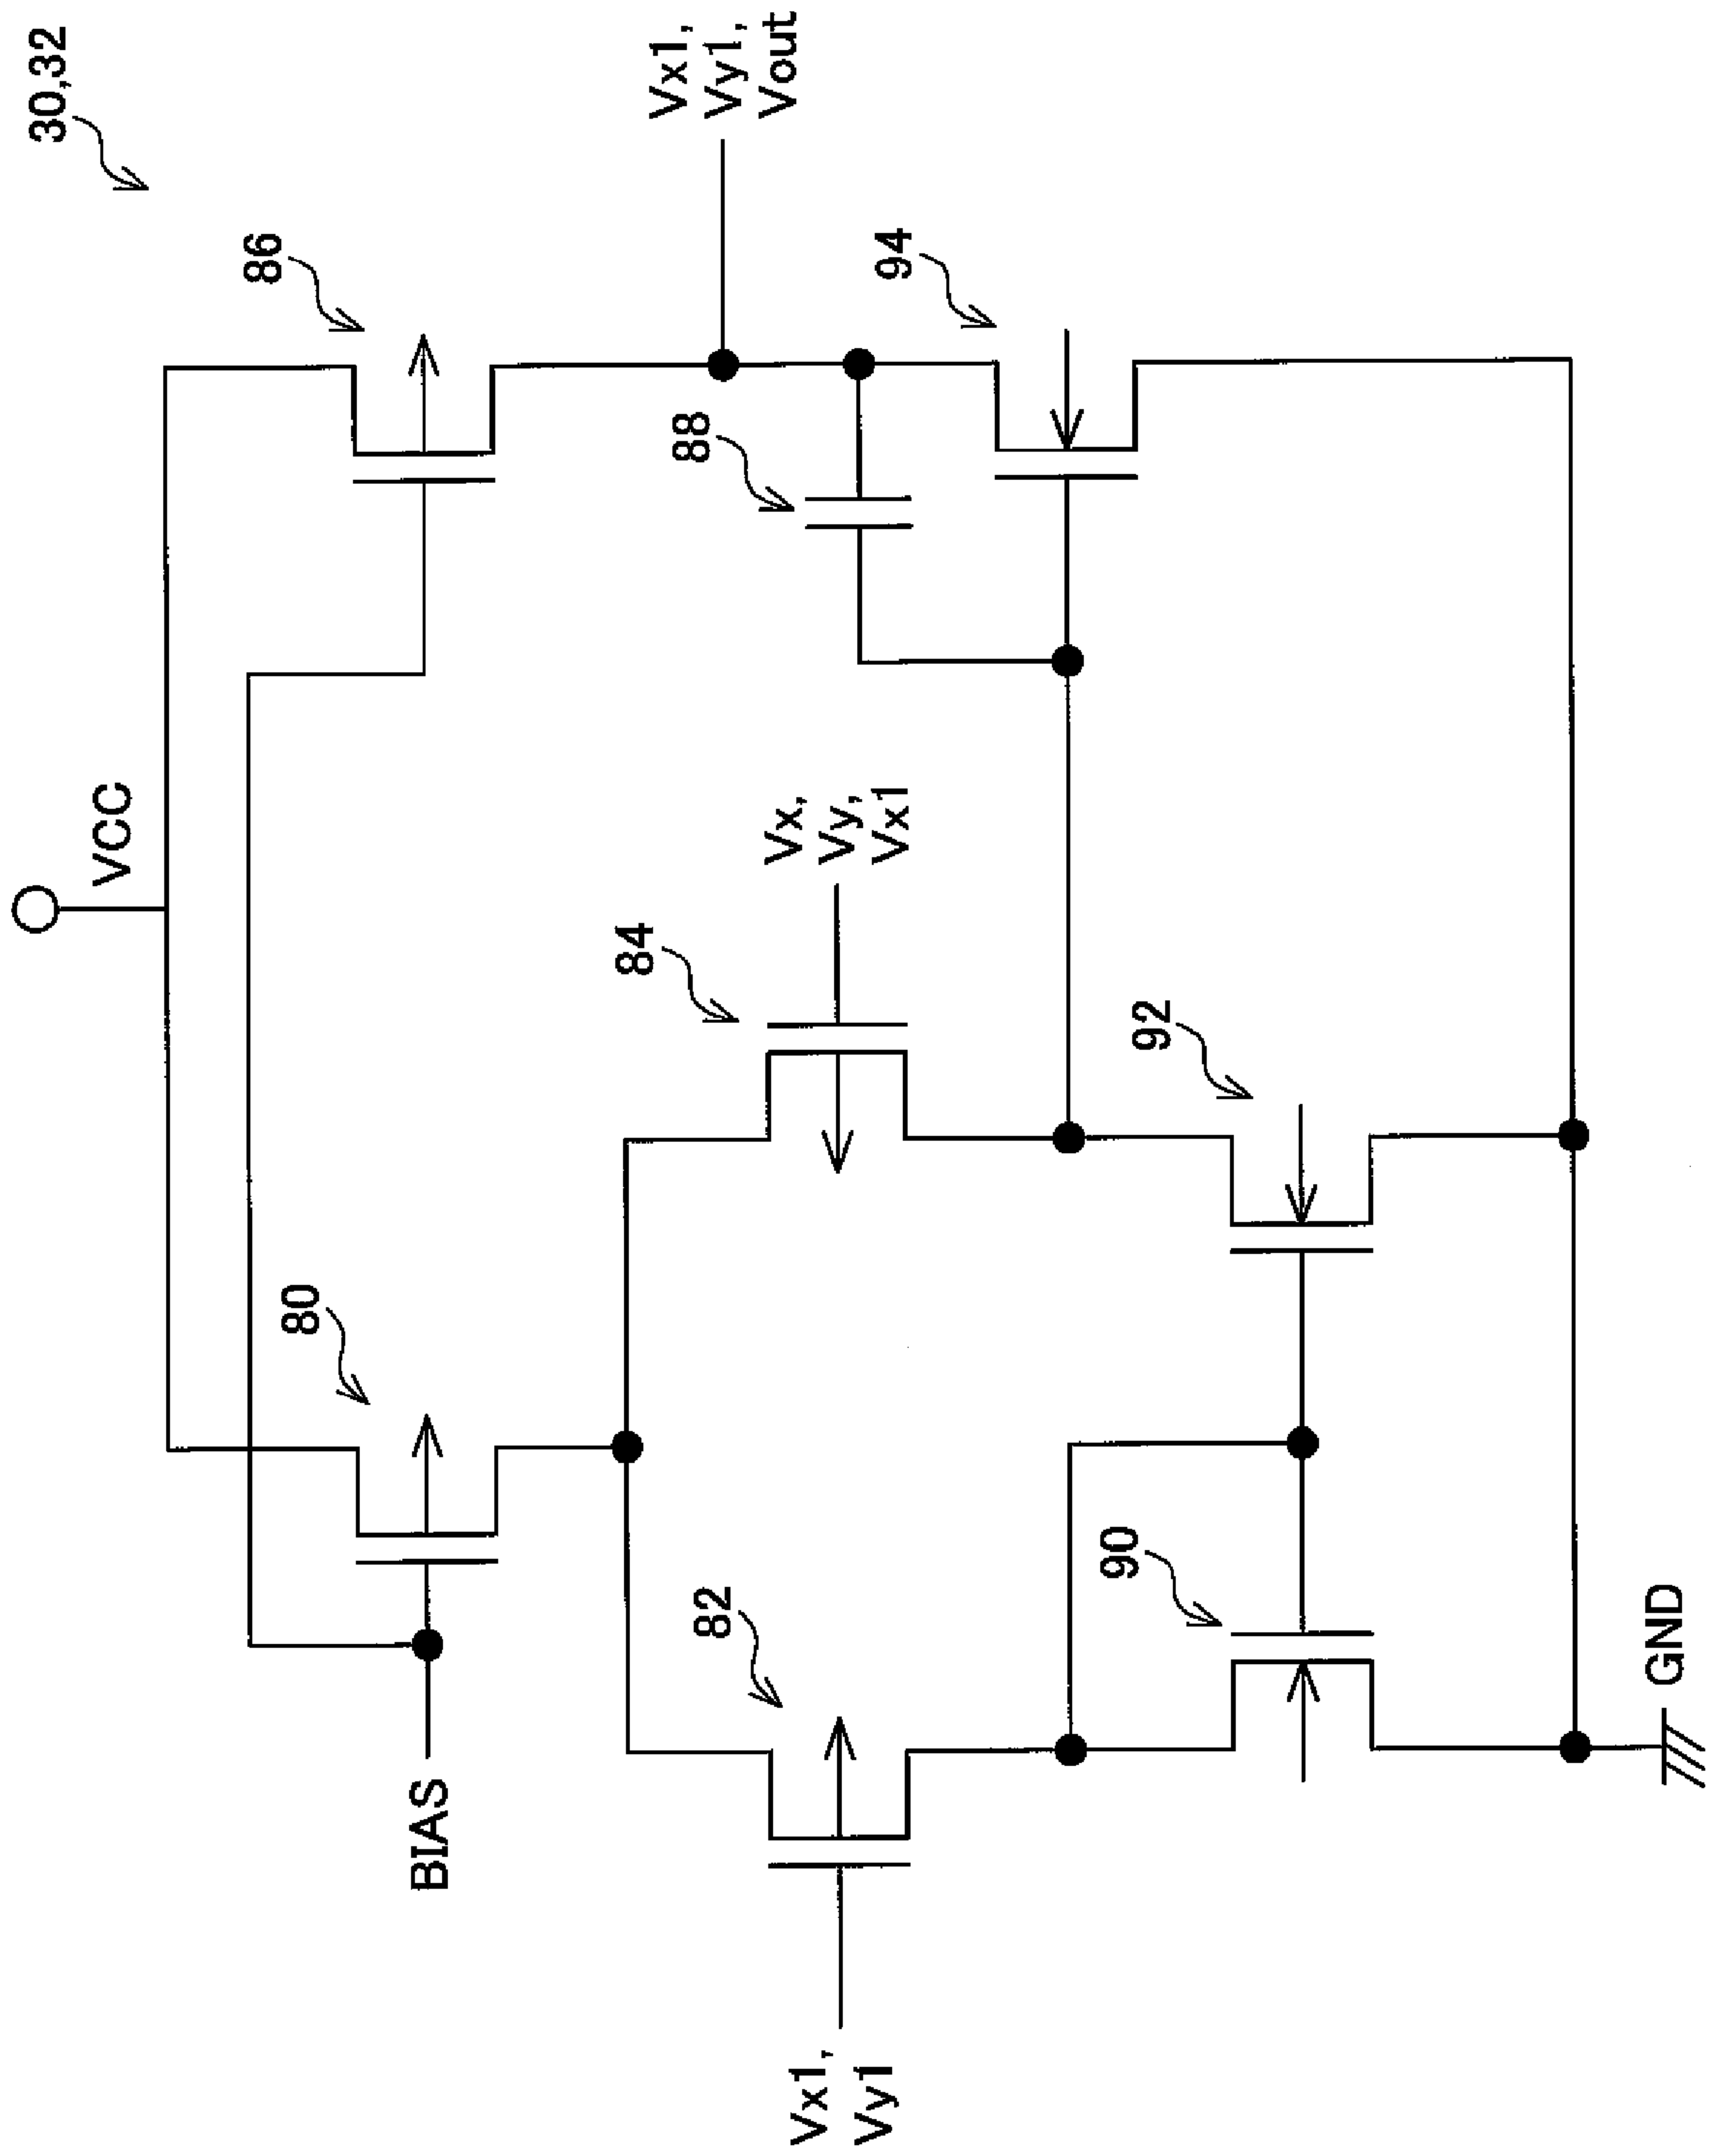 30,32
VCC
86
Vx1,
Vy1,
Vout
80
88
94
84
Vx,
Vy,
Vx1
BIAS
82
92
Vx1,
Vy1
90
GND